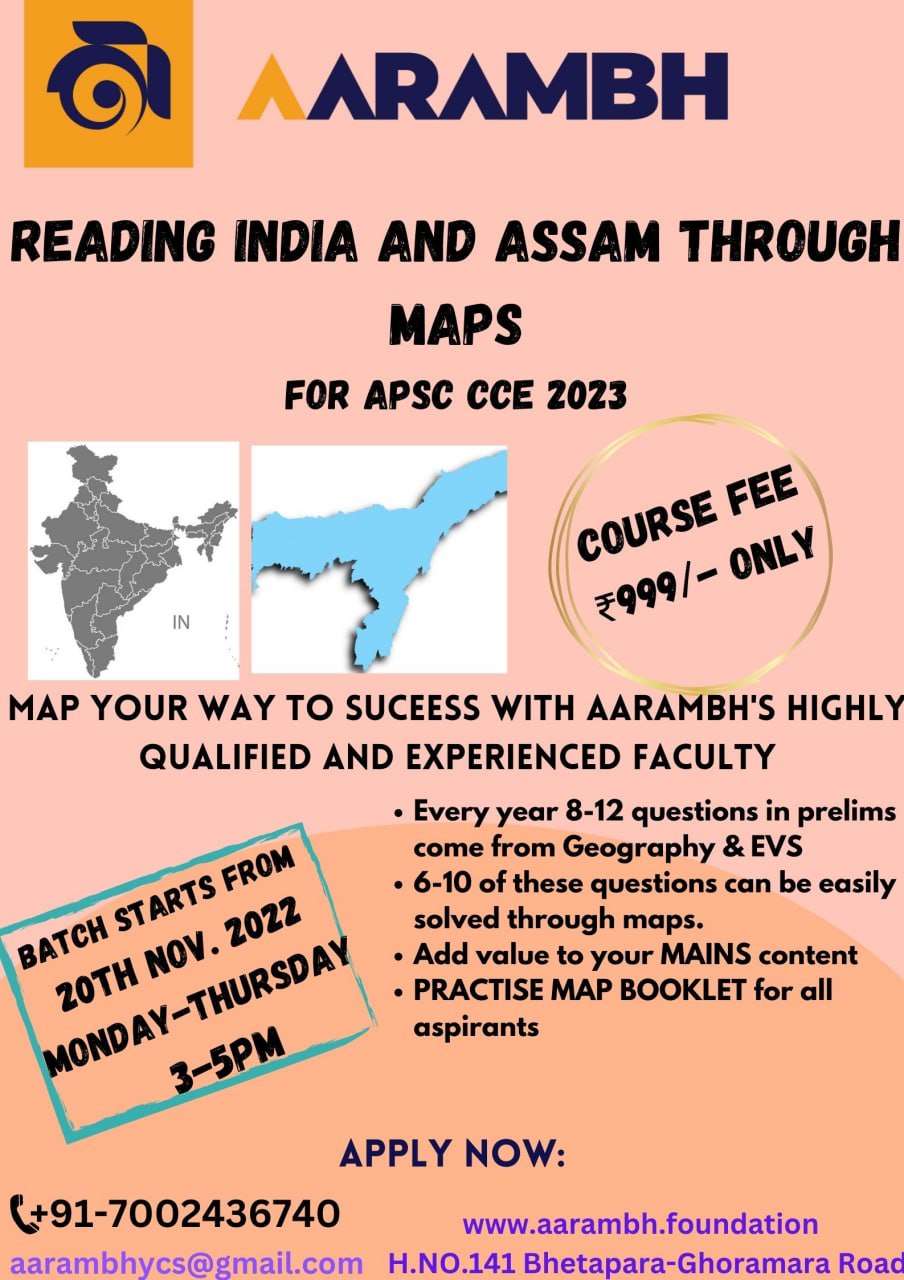 AARAMBH
READING INDIA AND ASSAM THROUGH
MAPS
FOR APSC CCE 2023
IN
COURSE FEE
₹999/- ONLY
MAP YOUR WAY TO SUCEESS WITH AARAMBH'S HIGHLY
QUALIFIED AND EXPERIENCED FACULTY
• Every year 8-12 questions in prelims
come from Geography & EVS
• 6-10 of these questions can be easily
solved through maps.
• Add value to your MAINS content
• PRACTISE MAP BOOKLET for all
aspirants
BATCH STARTS FROM
20TH NOV. 2022
MONDAY-THURSDAY
3-5PM
APPLY NOW:
+91-7002436740
www.aarambh.foundation
aarambhycs@gmail.com
H.NO.141 Bhetapara-Ghoramara Road